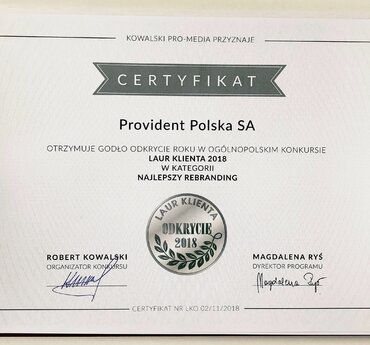 KOWALSKI PRO-MEDIA PRZYZNAJE
CERTYFIKAT
Provident Polska SA
OTRZYMUJE GODŁO ODKRYCIE ROKU W OGÓLNOPOLSKIM KONKURSIE
LAUR KLIENTA 2018
W KATEGORII
NAJLEPSZY REBRANDING
LAUR KLIENTA
ODKRYCIE
2018
ROBERT KOWALSKI
ORGANIZATOR KONKURSU
MAGDALENA RYŚ
DYREKTOR PROGRAMU
Magdalena Ryś
CERTYFIKAT NR LKO 02/11/2018